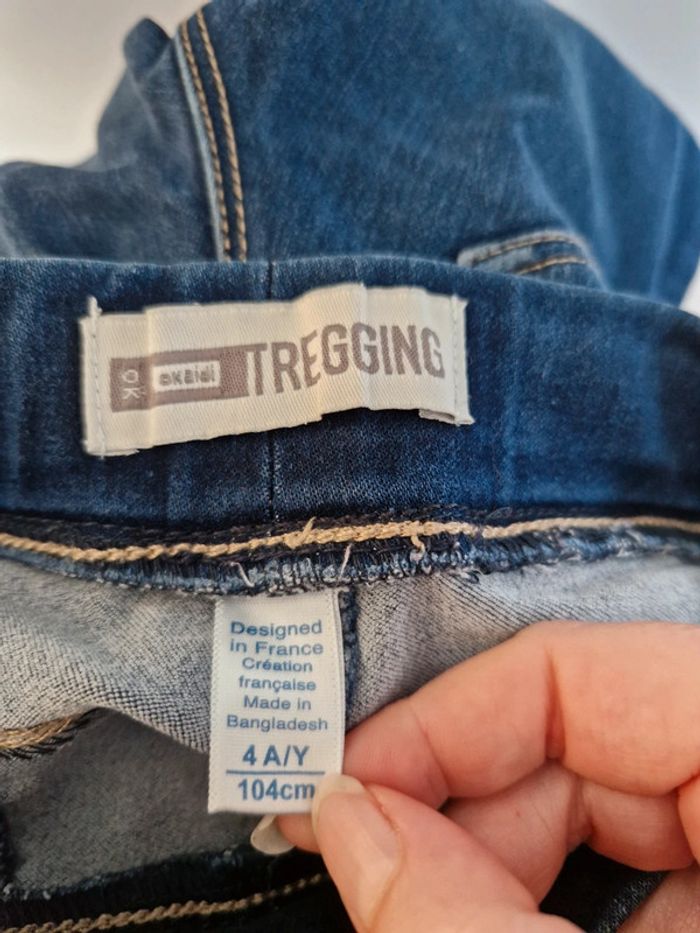 OK
okaïdi
TREGGING
Designed
in France
Création
française
Made in
Bangladesh
4 A/Y
104cm